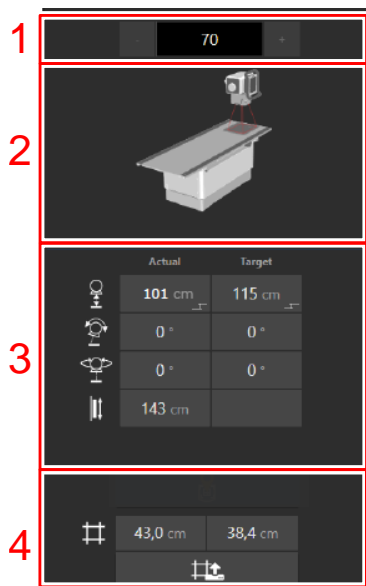 1
- 70 +
2
Actual Target
101 cm 115 cm
0 ° 0 °
0 ° 0 °
3
143 cm
4
43,0 cm 38,4 cm